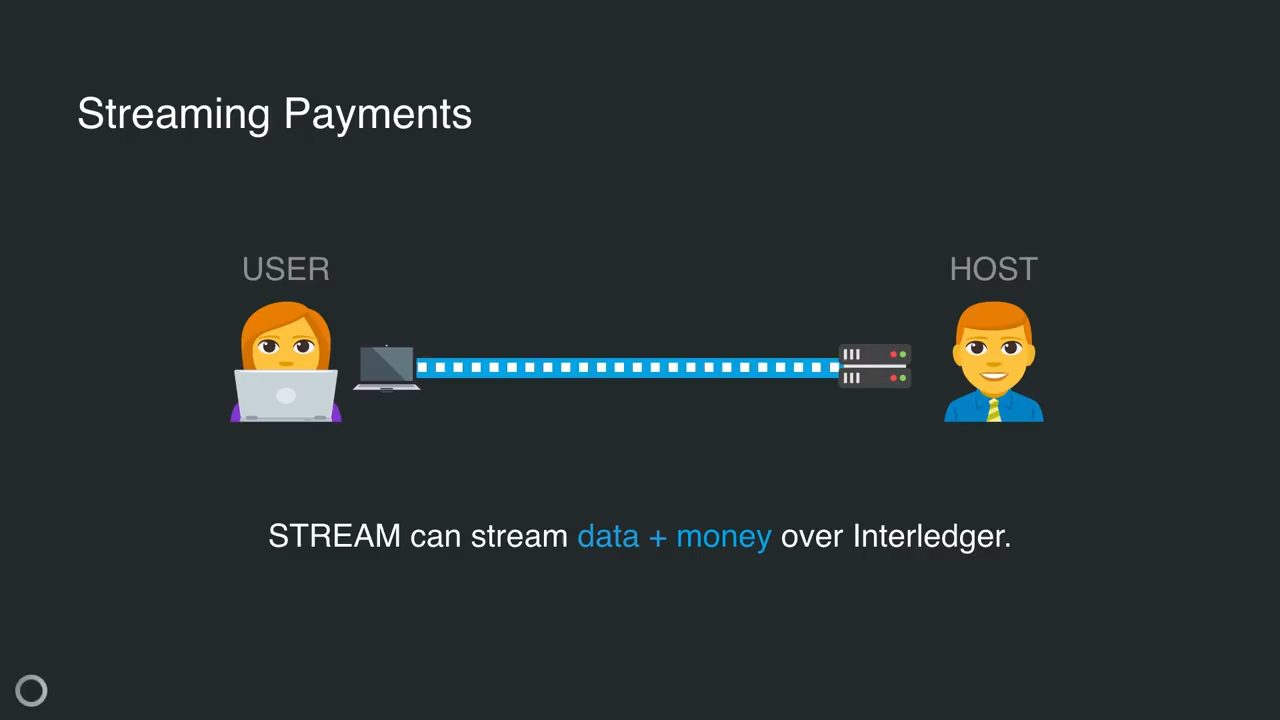 Streaming Payments
USER
HOST
STREAM can stream data + money over Interledger.